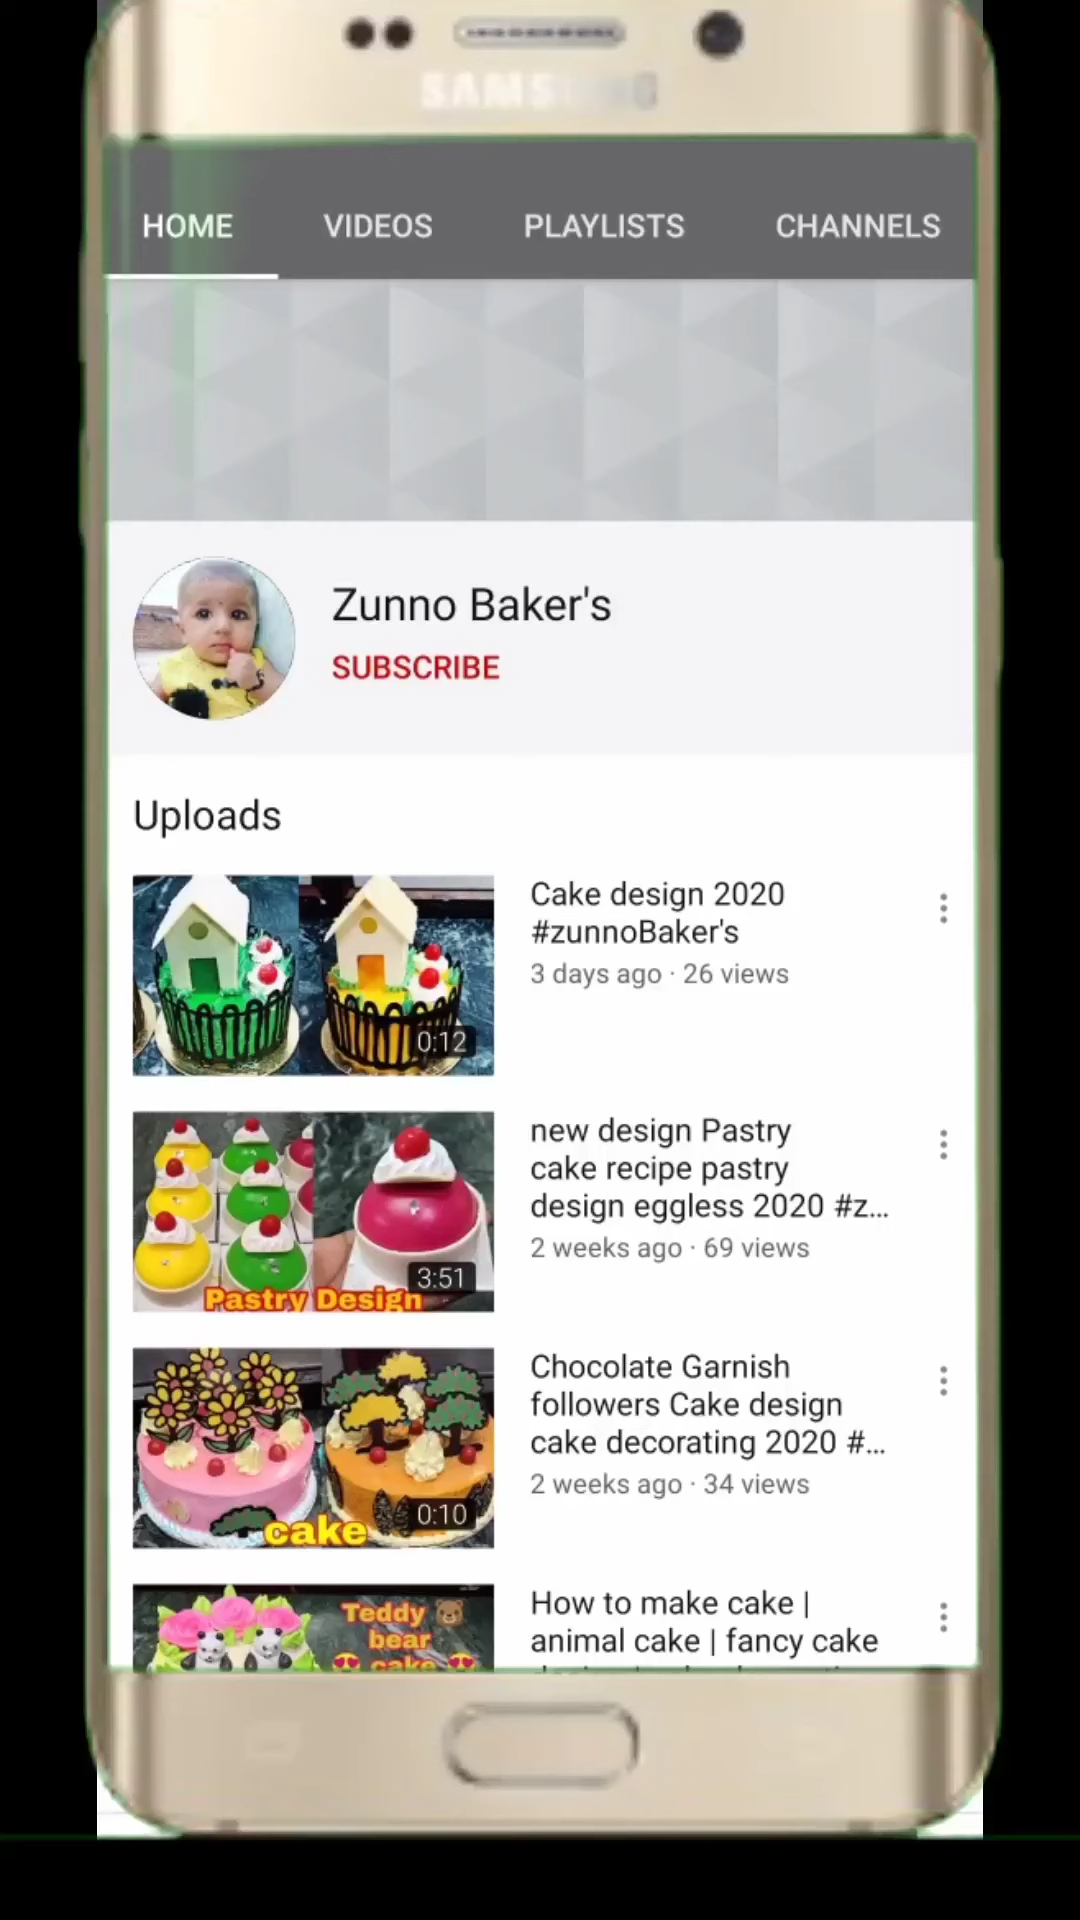 SAMSUNG
HOME VIDEOS PLAYLISTS CHANNELS
Zunno Baker's
SUBSCRIBE
Uploads
Cake design 2020
#zunnoBaker's
3 days ago · 26 views
0:12
new design Pastry
cake recipe pastry
design eggless 2020 #z...
2 weeks ago · 69 views
3:51
Pastry Design
Chocolate Garnish
followers Cake design
cake decorating 2020 #...
2 weeks ago · 34 views
0:10
cake
How to make cake |
animal cake | fancy cake
Teddy
bear
cake